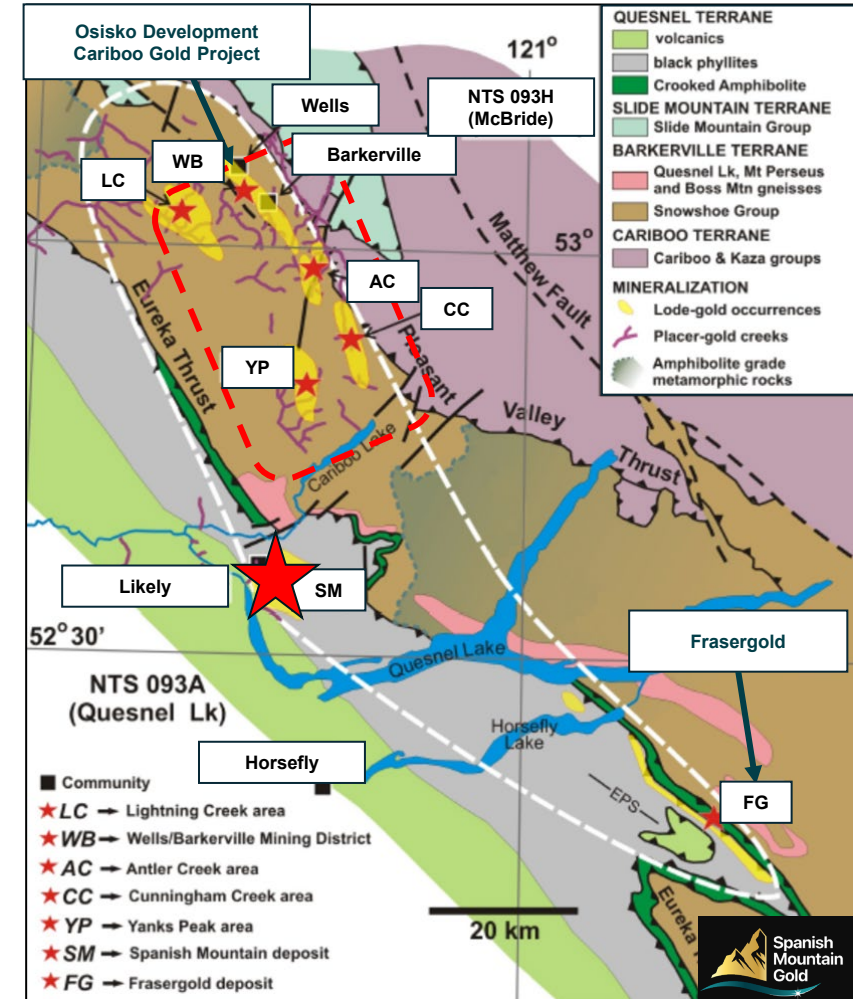 Osisko Development
Cariboo Gold Project
121°
Wells
NTS 093H
(McBride)
WB
Barkerville
LC
Matthew Fault
53°
AC
Eureka Thrust
CC
YP
Pleasant
Valley
Thrust
Cariboo Lake
Likely
SM
52° 30’
Frasergold
Quesnel Lake
NTS 093A
(Quesnel Lk)
Horsefly
Lake
Horsefly
EPS
FG
Eureka
QUESNEL TERRANE
volcanics
black phyllites
Crooked Amphibolite
SLIDE MOUNTAIN TERRANE
Slide Mountain Group
BARKERVILLE TERRANE
Quesnel Lk, Mt Perseus
and Boss Mtn gneisses
Snowshoe Group
CARIBOO TERRANE
Cariboo & Kaza groups
MINERALIZATION
Lode-gold occurrences
Placer-gold creeks
Amphibolite grade
metamorphic rocks
Community
LC → Lightning Creek area
WB → Wells/Barkerville Mining District
AC → Antler Creek area
CC → Cunningham Creek area
YP → Yanks Peak area
SM → Spanish Mountain deposit
FG → Frasergold deposit
20 km
Spanish
Mountain
Gold